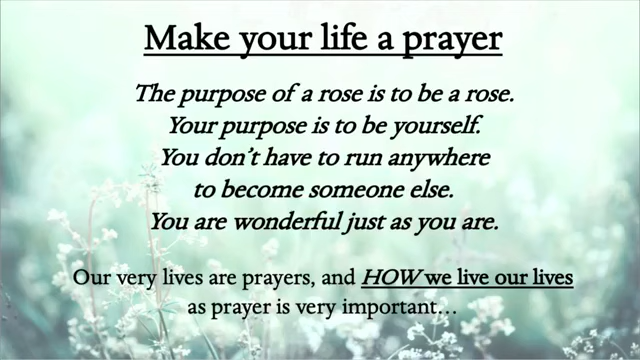 Make your life a prayer
The purpose of a rose is to be a rose.
Your purpose is to be yourself.
You don’t have to run anywhere
to become someone else.
You are wonderful just as you are.
Our very lives are prayers, and HOW we live our lives
as prayer is very important…